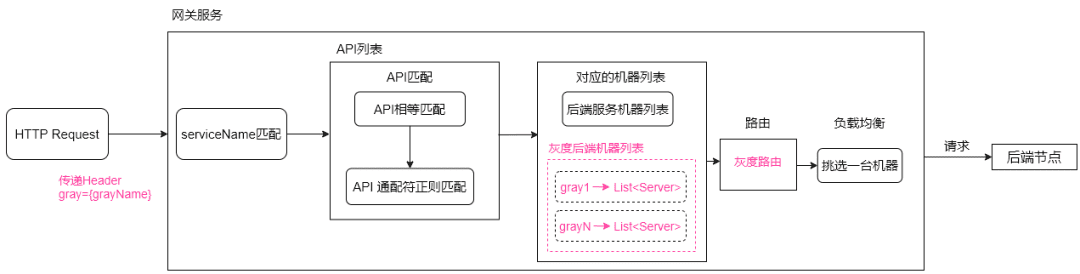 网关服务
HTTP Request
传递Header
gray={grayName}
serviceName匹配
API列表
API匹配
API相等匹配
API 通配符正则匹配
对应的机器列表
后端服务机器列表
灰度后端机器列表
gray1
List<Server>
grayN
List<Server>
路由
灰度路由
负载均衡
挑选一台机器
请求
后端节点